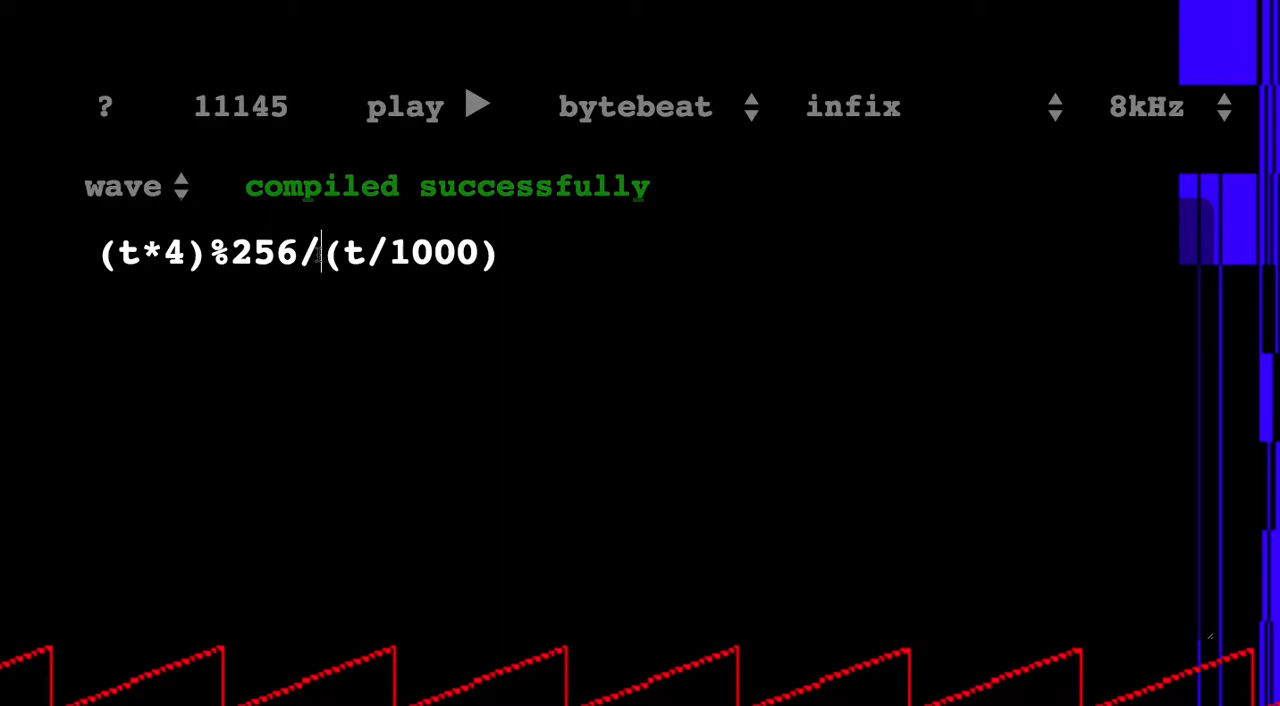 ? 11145 play bytebeat infix 8kHz
wave compiled successfully
(t*4)%256/(t/1000)